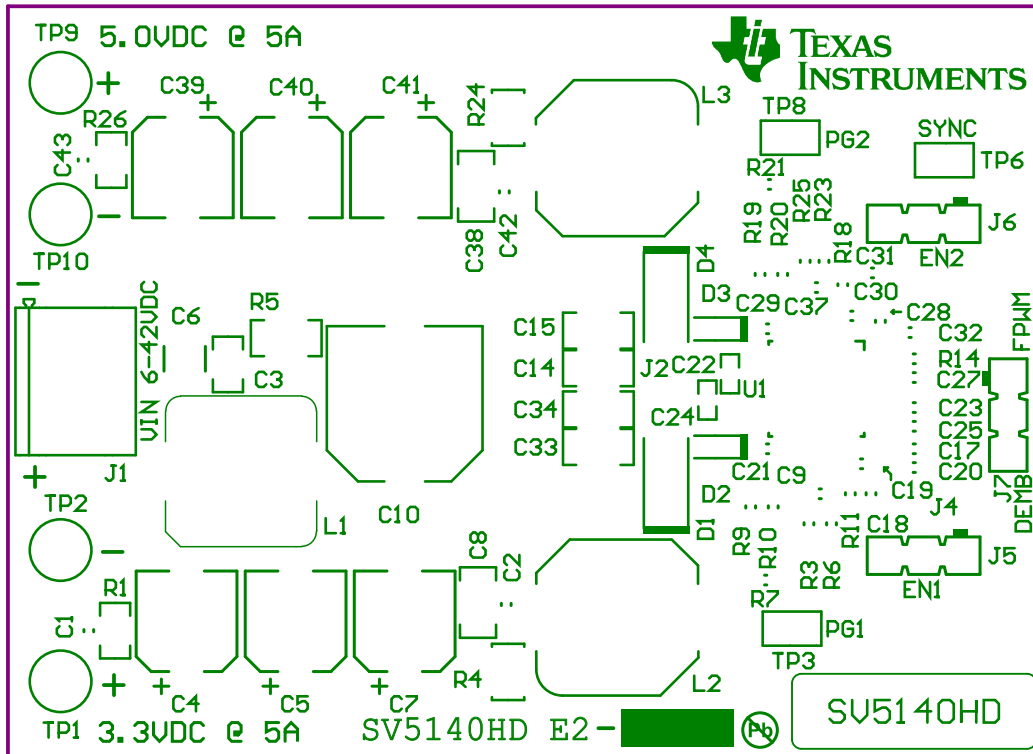 TP9 5.0VDC @ 5A
TEXAS
INSTRUMENTS
C39 C40 C41 R24 L3
TP8
R26 PG2 SYNC
C43 TP6
R21
R19 R20 R25 R23
C38 C42 J6
TP10 D4 R18 C31 EN2
VIN 6-42VDC
C6 R5 D3 C29 C37 C30 C28
C15 C32 FPWM
C14 J2 C22 R14
C3 U1 C27
C34 C24 C23
C33 C25
C17
J1 C21 C9 C20
TP2 D2 C19 J7
C10 J4 DEMB
L1 D1 R9 R10 R11 C18
C8 C2 J5
R1 R3 R6 EN1
C1 R7
PG1
TP3
C4 C5 C7 R4 L2
TP1 3.3VDC @ 5A SV5140HD E2-
Pb
SV5140HD